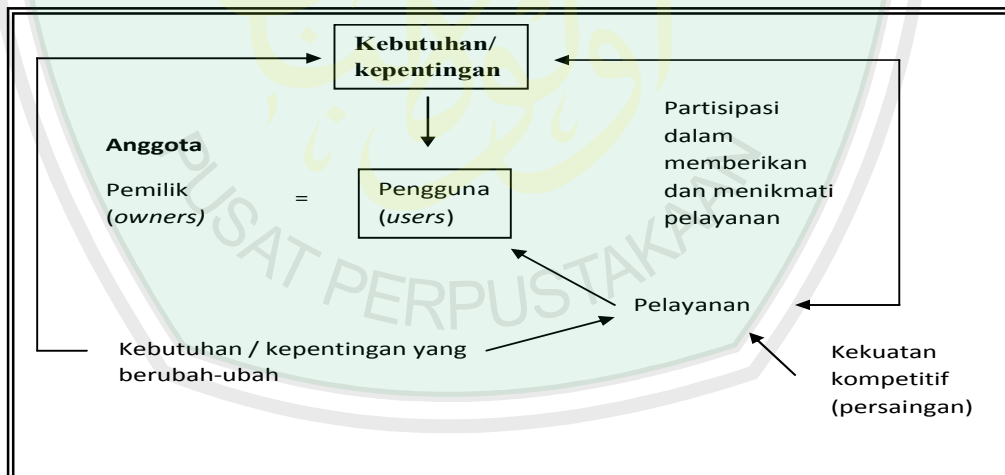 Kebutuhan/
kepentingan
Anggota
Pemilik
(owners)
=
Pengguna
(users)
Partisipasi
dalam
memberikan
dan menikmati
pelayanan
Pelayanan
Kebutuhan / kepentingan yang
berubah-ubah
Kekuatan
kompetitif
(persaingan)
PUSAT PERPUSTAKAAN